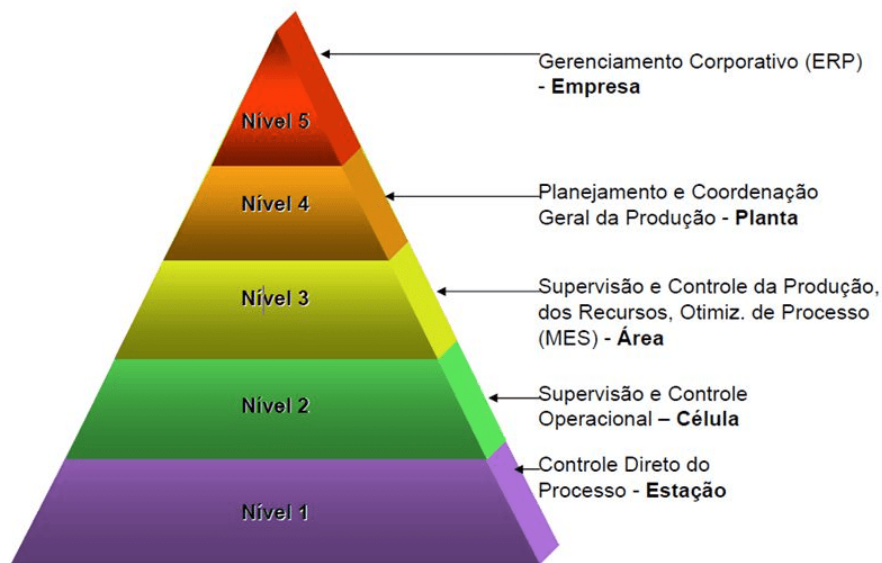 Gerenciamento Corporativo (ERP)
- Empresa
Nível 5
Planejamento e Coordenação
Geral da Produção - Planta
Nível 4
Supervisão e Controle da Produção,
dos Recursos, Otimiz. de Processo
(MES) - Área
Nível 3
Supervisão e Controle
Operacional – Célula
Nível 2
Controle Direto do
Processo - Estação
Nível 1